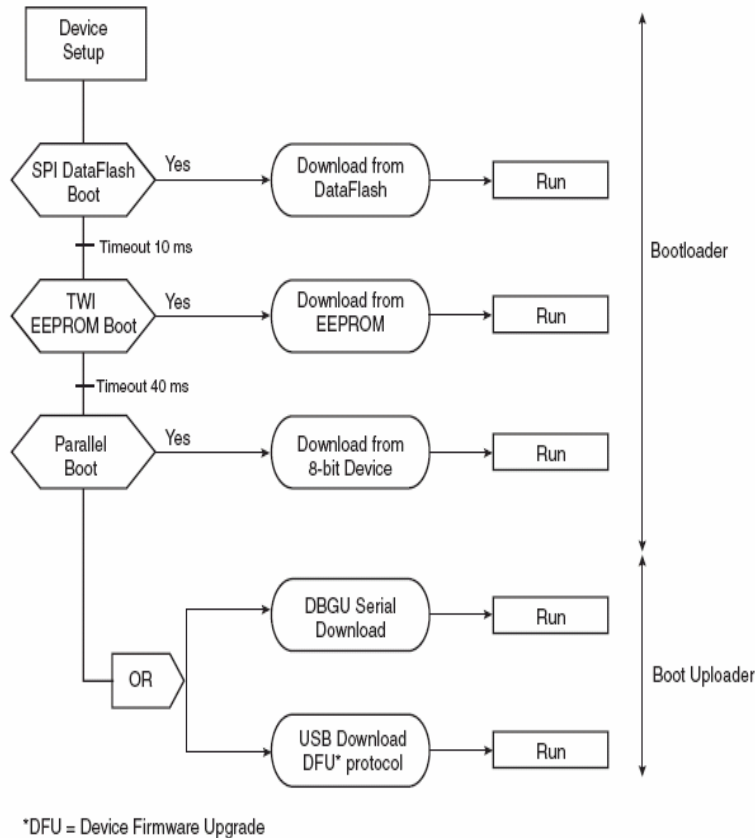 Device
Setup
SPI DataFlash
Boot
Yes
Download from
DataFlash
Run
Timeout 10 ms
TWI
EEPROM Boot
Yes
Download from
EEPROM
Run
Timeout 40 ms
Parallel
Boot
Yes
Download from
8-bit Device
Run
Bootloader
DBGU Serial
Download
Run
OR
USB Download
DFU* protocol
Run
Boot Uploader
*DFU = Device Firmware Upgrade